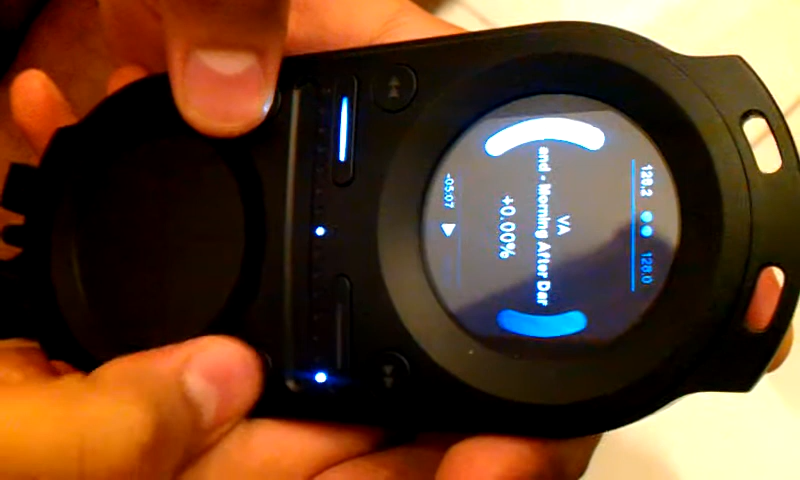 128.2 128.0
VA
and - Morning After Dar
+0.00%
-05:07